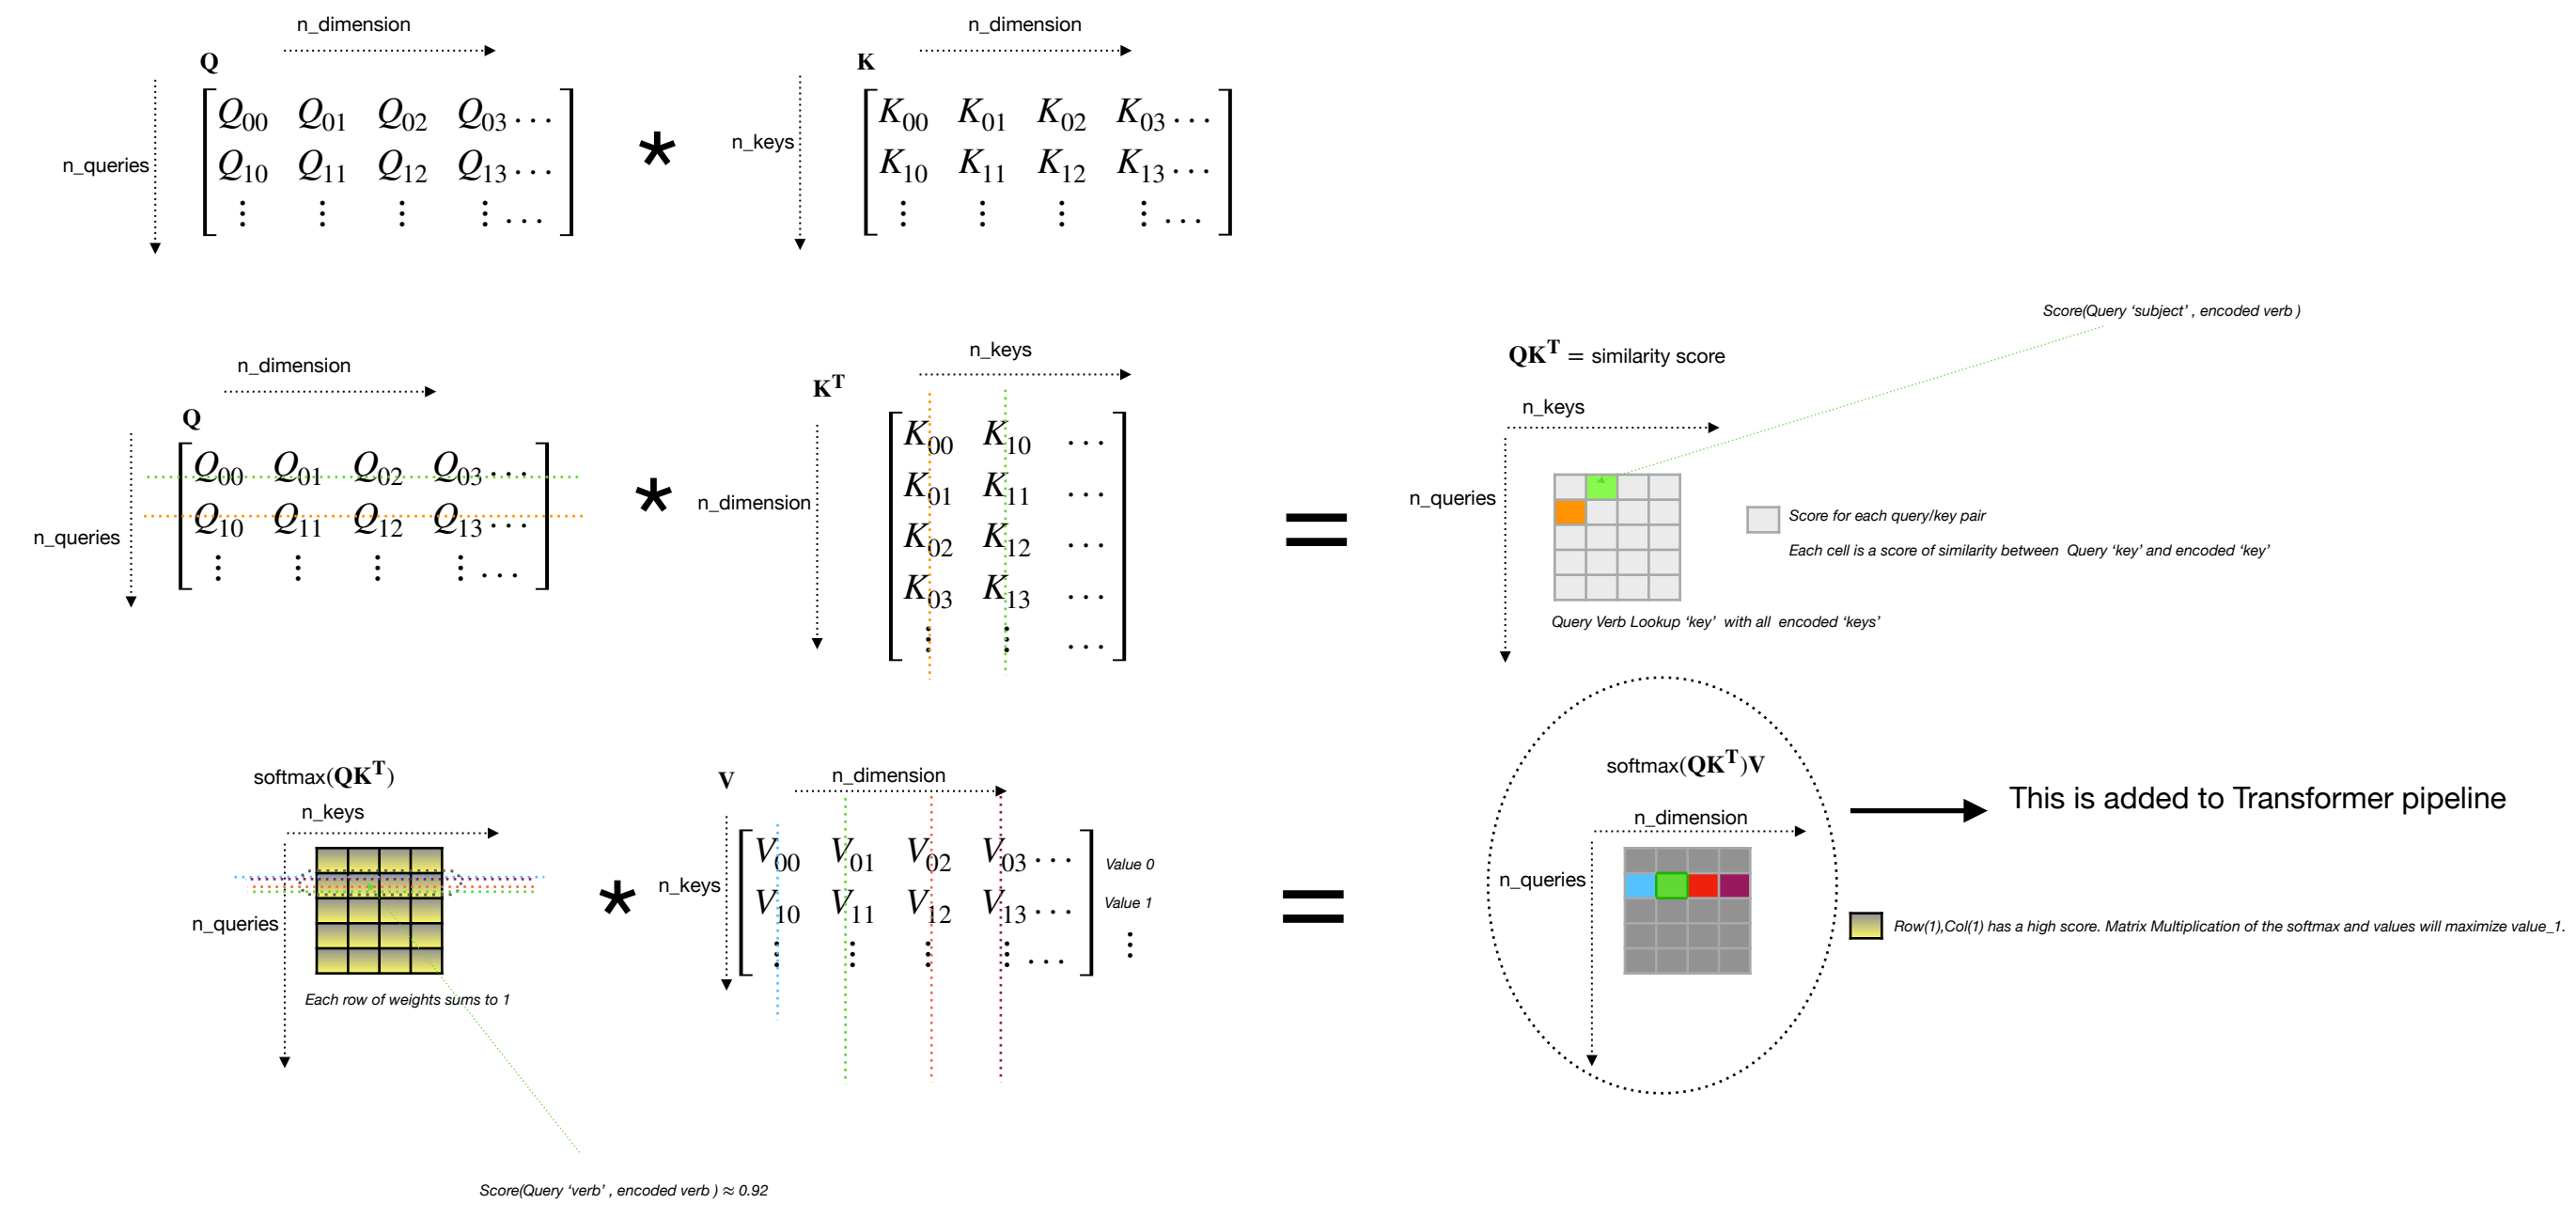 n_dimension
n_dimension
Q
K
n_queries
Q00 Q01 Q02 Q03 ...
Q10 Q11 Q12 Q13 ...
⋮ ⋮ ⋮ ⋮ ...
*
n_keys
K00 K01 K02 K03 ...
K10 K11 K12 K13 ...
⋮ ⋮ ⋮ ⋮ ...
Score(Query ‘subject’ , encoded verb )
n_dimension
Q
n_queries
Q00 Q01 Q02 Q03 ...
Q10 Q11 Q12 Q13 ...
⋮ ⋮ ⋮ ⋮ ...
*
n_keys
K^T
n_dimension
K00 K10 ...
K01 K11 ...
K02 K12 ...
K03 K13 ...
⋮ ⋮ ...
=
QK^T = similarity score
n_keys
n_queries
Score for each query/key pair
Each cell is a score of similarity between Query ‘key’ and encoded ‘key’
Query Verb Lookup ‘key’ with all encoded ‘keys’
softmax(QK^T)
n_keys
n_queries
Each row of weights sums to 1
*
V
n_dimension
n_keys
V00 V01 V02 V03 ... Value 0
V10 V11 V12 V13 ... Value 1
⋮ ⋮ ⋮ ⋮ ... ⋮
=
softmax(QK^T)V
n_dimension
n_queries
This is added to Transformer pipeline
Row(1),Col(1) has a high score. Matrix Multiplication of the softmax and values will maximize value_1.
Score(Query ‘verb’ , encoded verb ) ≈ 0.92